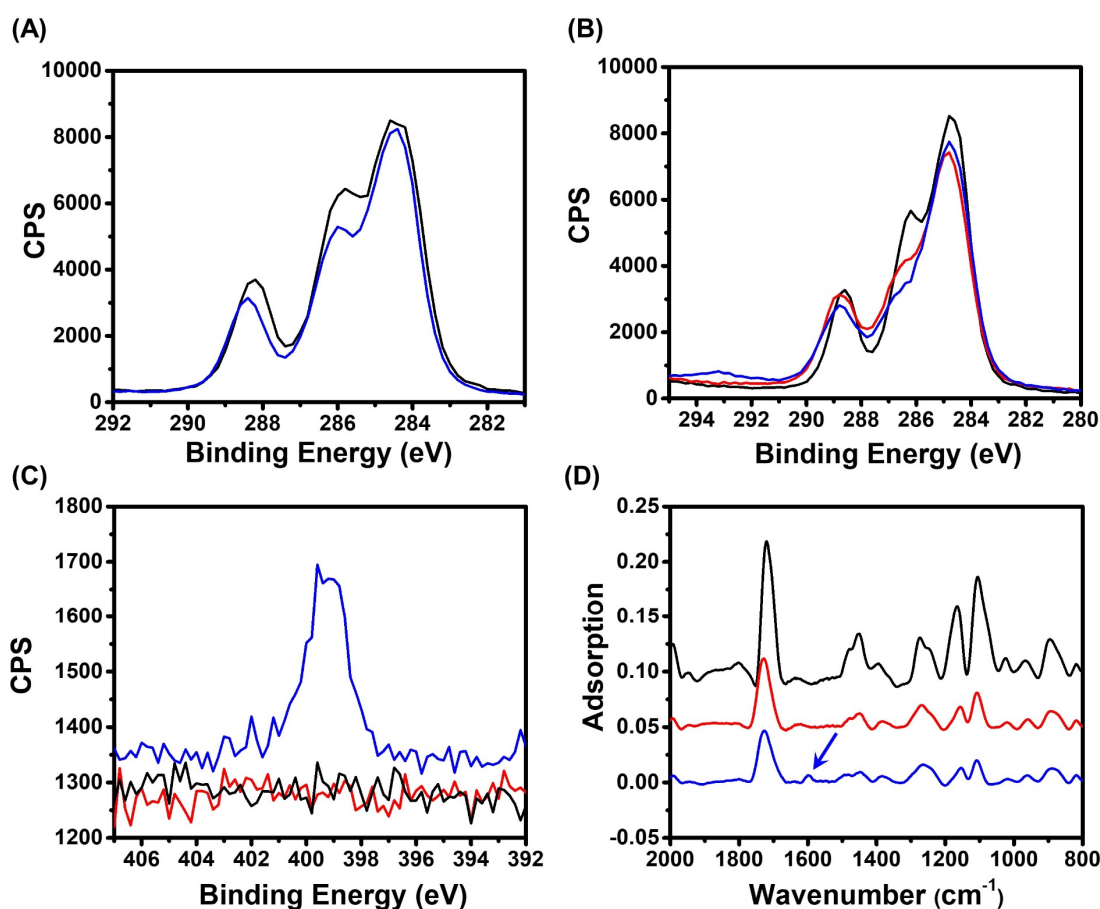 (A)
10000
8000
6000
4000
2000
0
CPS
292 290 288 286 284 282
Binding Energy (eV)
(B)
10000
8000
6000
4000
2000
0
CPS
294 292 290 288 286 284 282 280
Binding Energy (eV)
(C)
1800
1700
1600
1500
1400
1300
1200
CPS
406 404 402 400 398 396 394 392
Binding Energy (eV)
(D)
0.25
0.20
0.15
0.10
0.05
0.00
-0.05
Adsorption
2000 1800 1600 1400 1200 1000 800
Wavenumber (cm⁻¹)